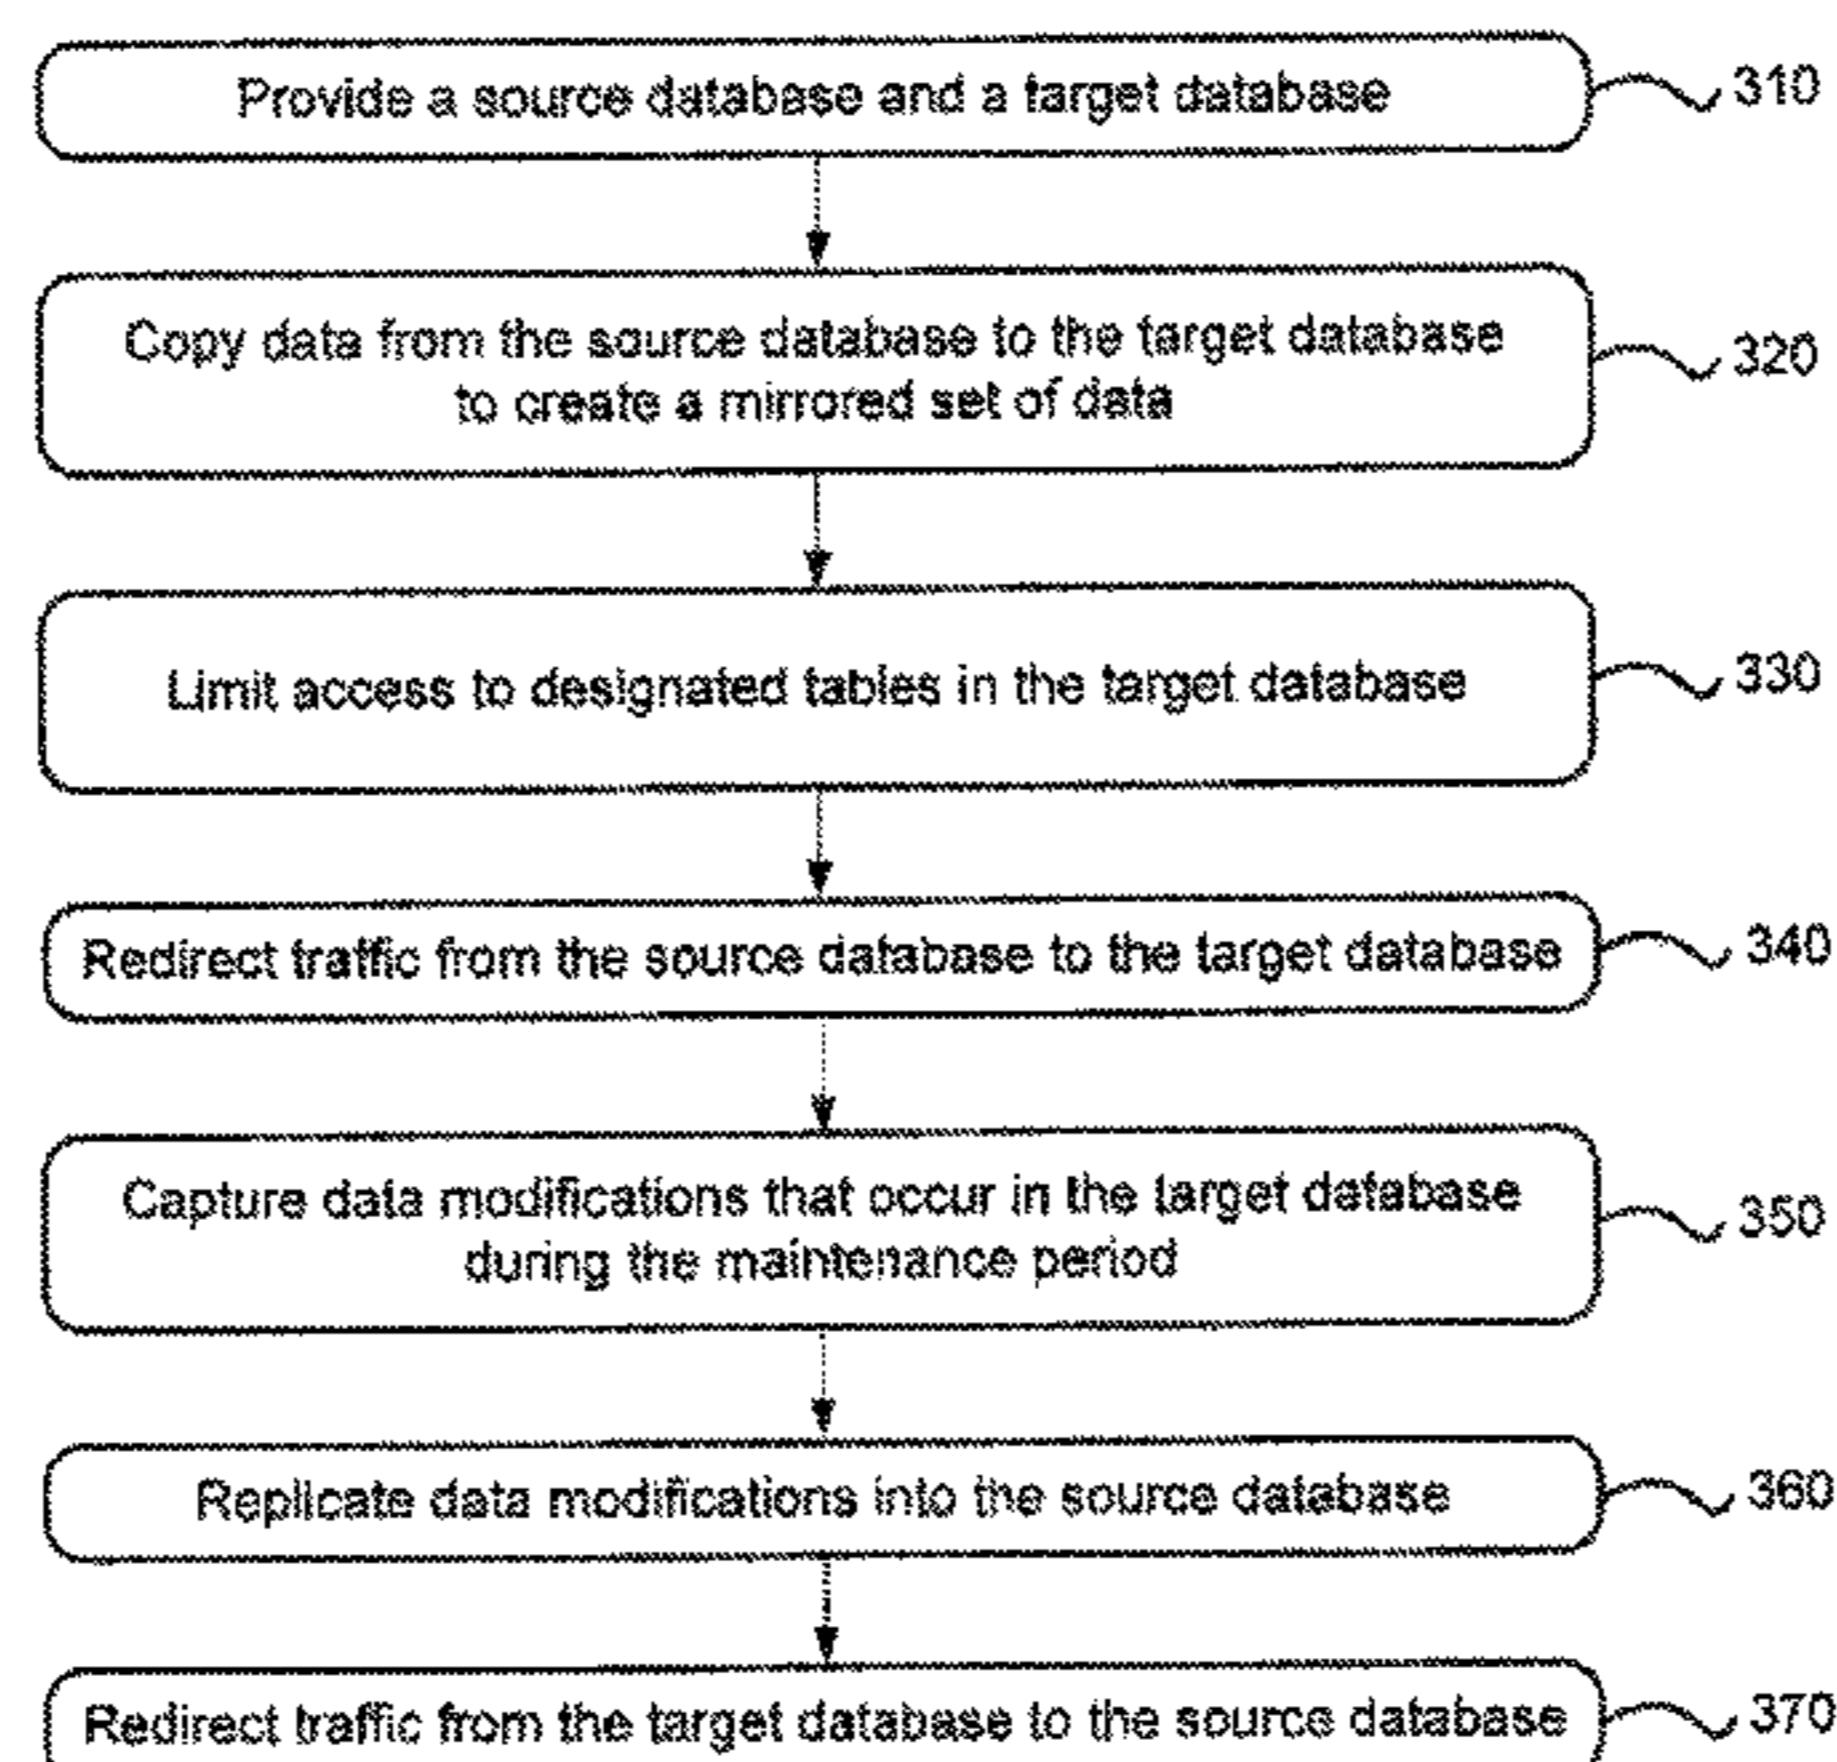 Provide a source database and a target database
310
Copy data from the source database to the target database
to create a mirrored set of data
320
Limit access to designated tables in the target database
330
Redirect traffic from the source database to the target database
340
Capture data modifications that occur in the target database
during the maintenance period
350
Replicate data modifications into the source database
360
Redirect traffic from the target database to the source database
370